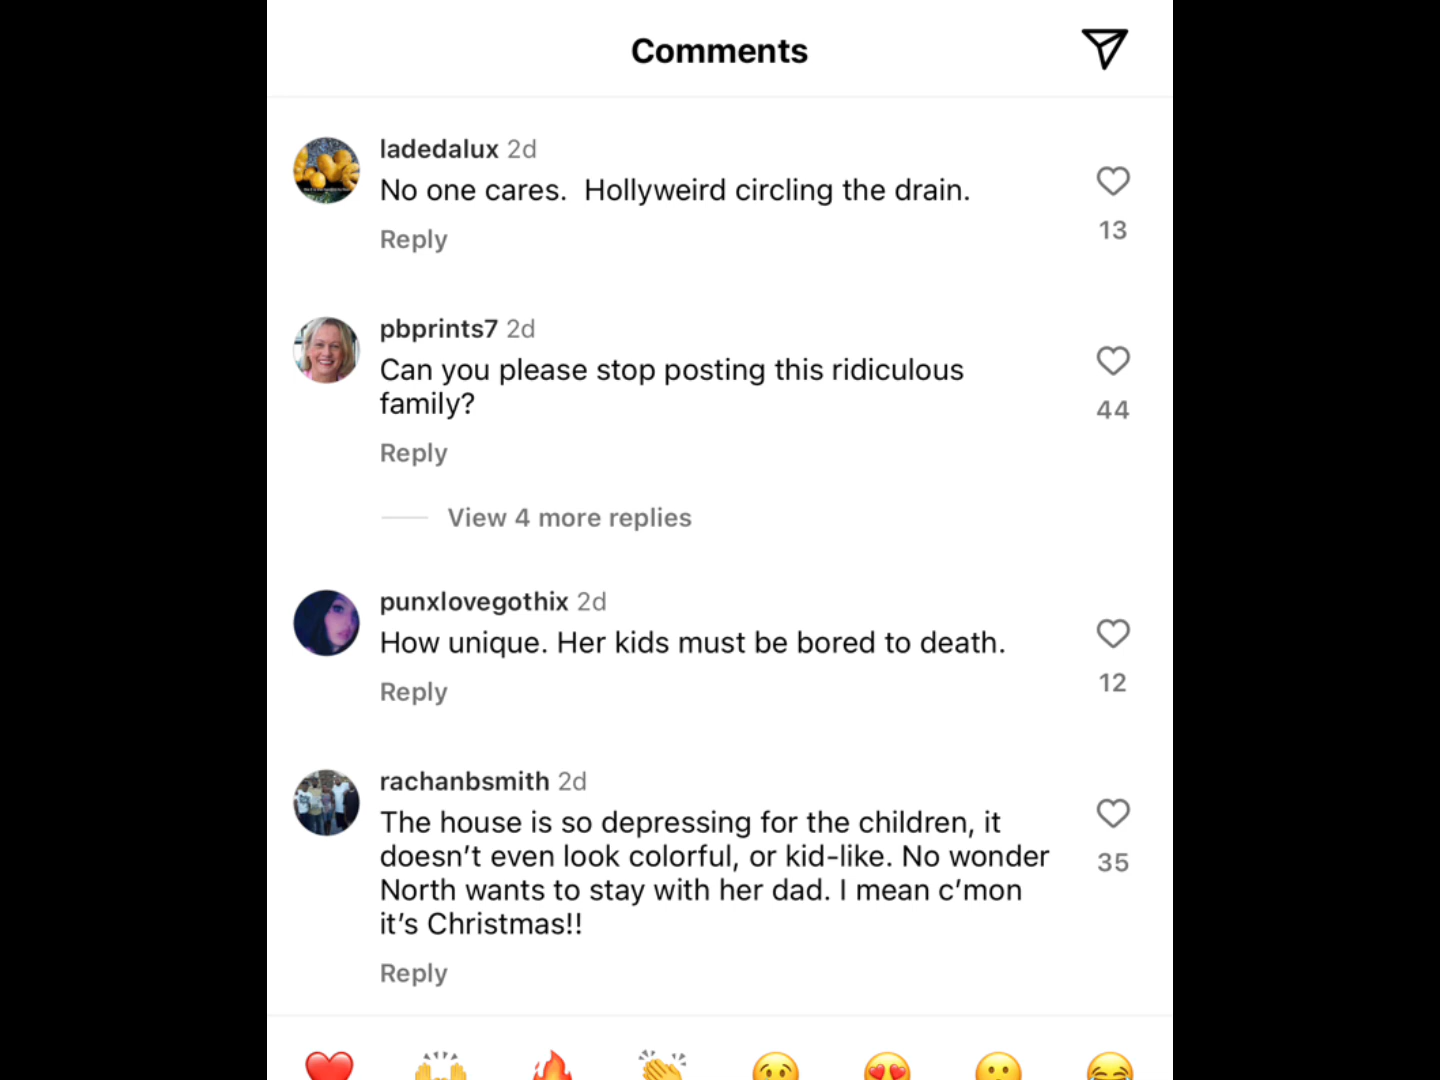 Comments
ladedalux 2d
No one cares.  Hollyweird circling the drain.
13
Reply
pbprints7 2d
Can you please stop posting this ridiculous
family?
44
Reply
View 4 more replies
punxlovegothix 2d
How unique. Her kids must be bored to death.
12
Reply
rachanbsmith 2d
The house is so depressing for the children, it
doesn’t even look colorful, or kid-like. No wonder
North wants to stay with her dad. I mean c’mon
it’s Christmas!!
35
Reply